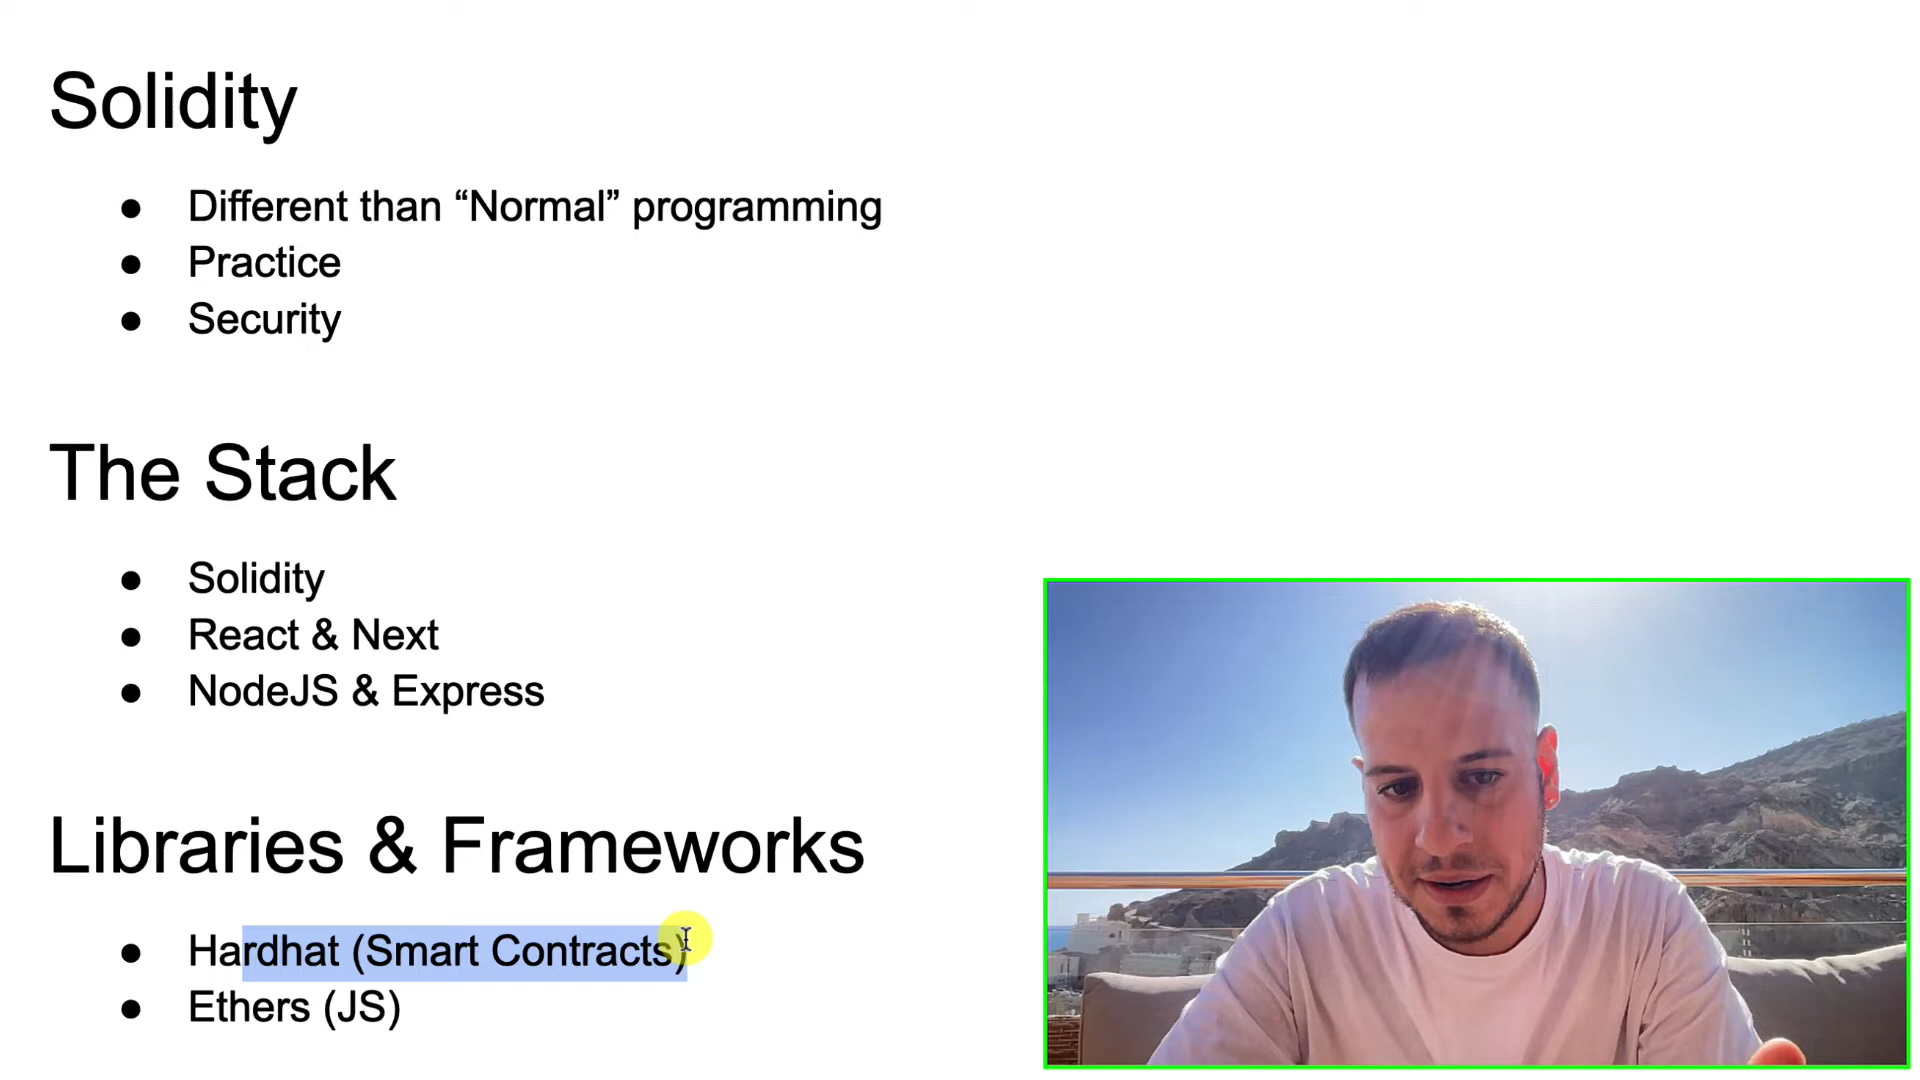 Solidity
● Different than “Normal” programming
● Practice
● Security
The Stack
● Solidity
● React & Next
● NodeJS & Express
Libraries & Frameworks
● Hardhat (Smart Contracts)
● Ethers (JS)